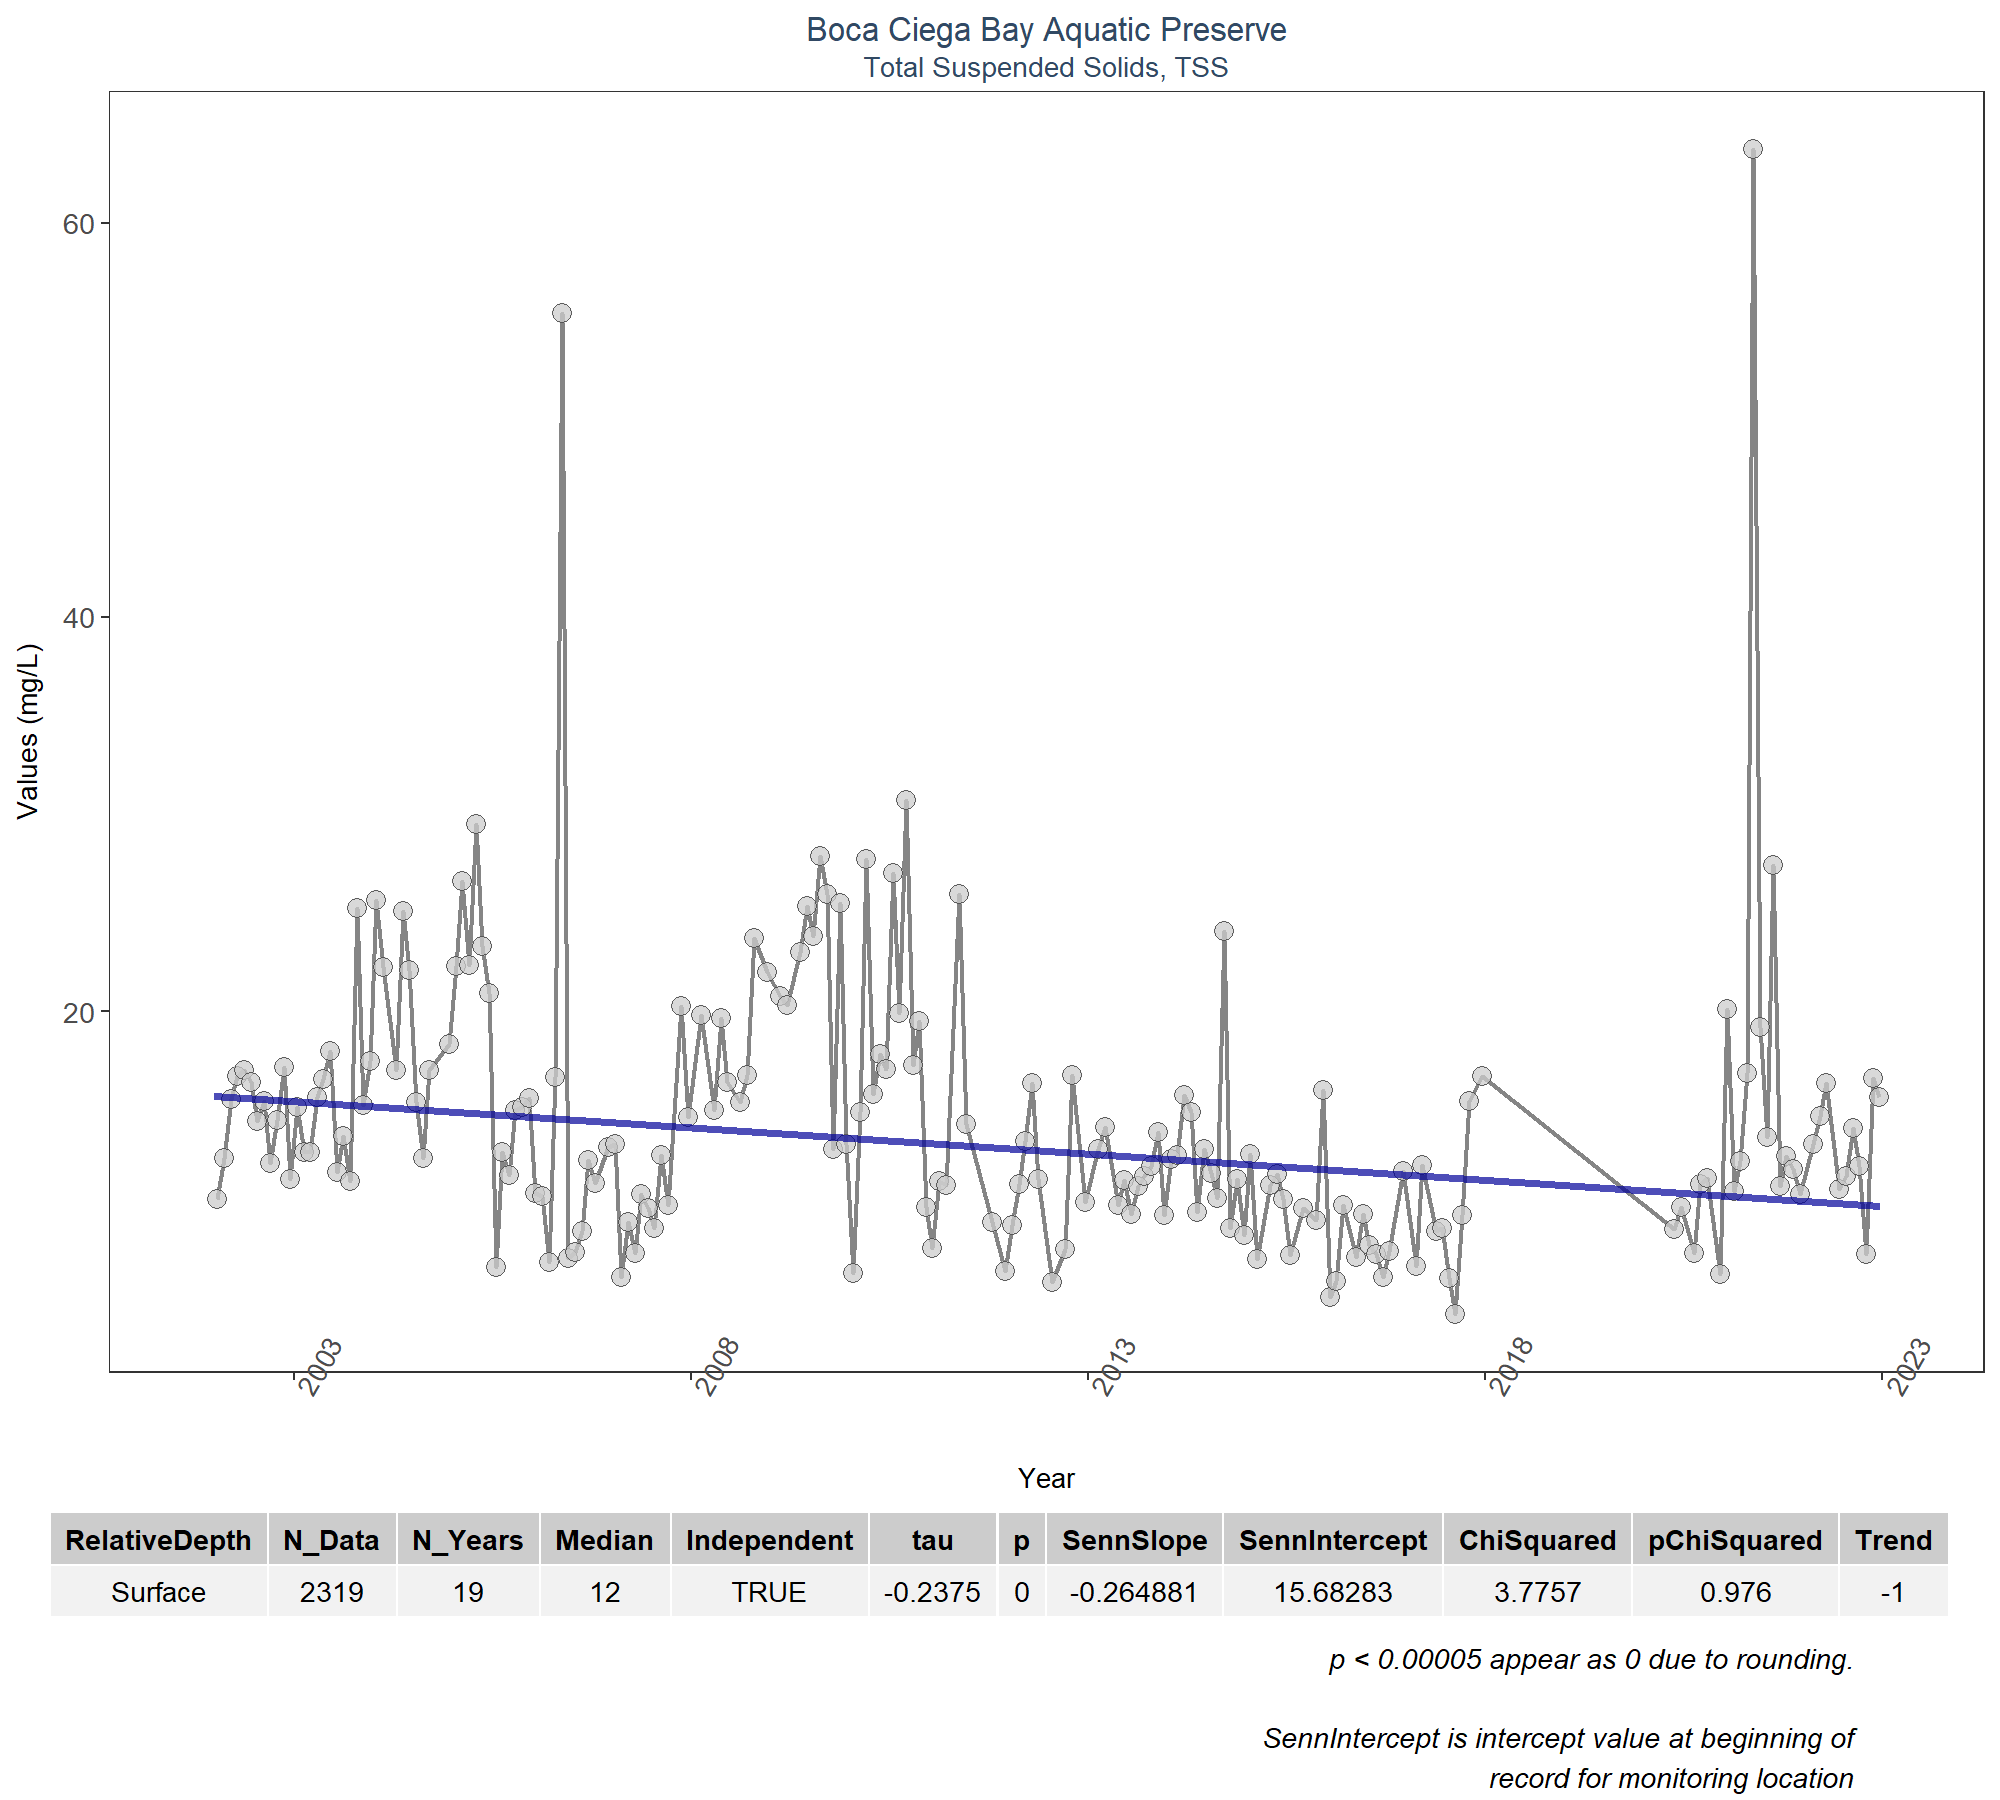 Boca Ciega Bay Aquatic Preserve
Total Suspended Solids, TSS
60
40
20
Values (mg/L)
2003
2008
2013
2018
2023
Year
RelativeDepth N_Data N_Years Median Independent tau p SennSlope SennIntercept ChiSquared pChiSquared Trend
Surface 2319 19 12 TRUE -0.2375 0 -0.264881 15.68283 3.7757 0.976 -1
p < 0.00005 appear as 0 due to rounding.
SennIntercept is intercept value at beginning of
record for monitoring location